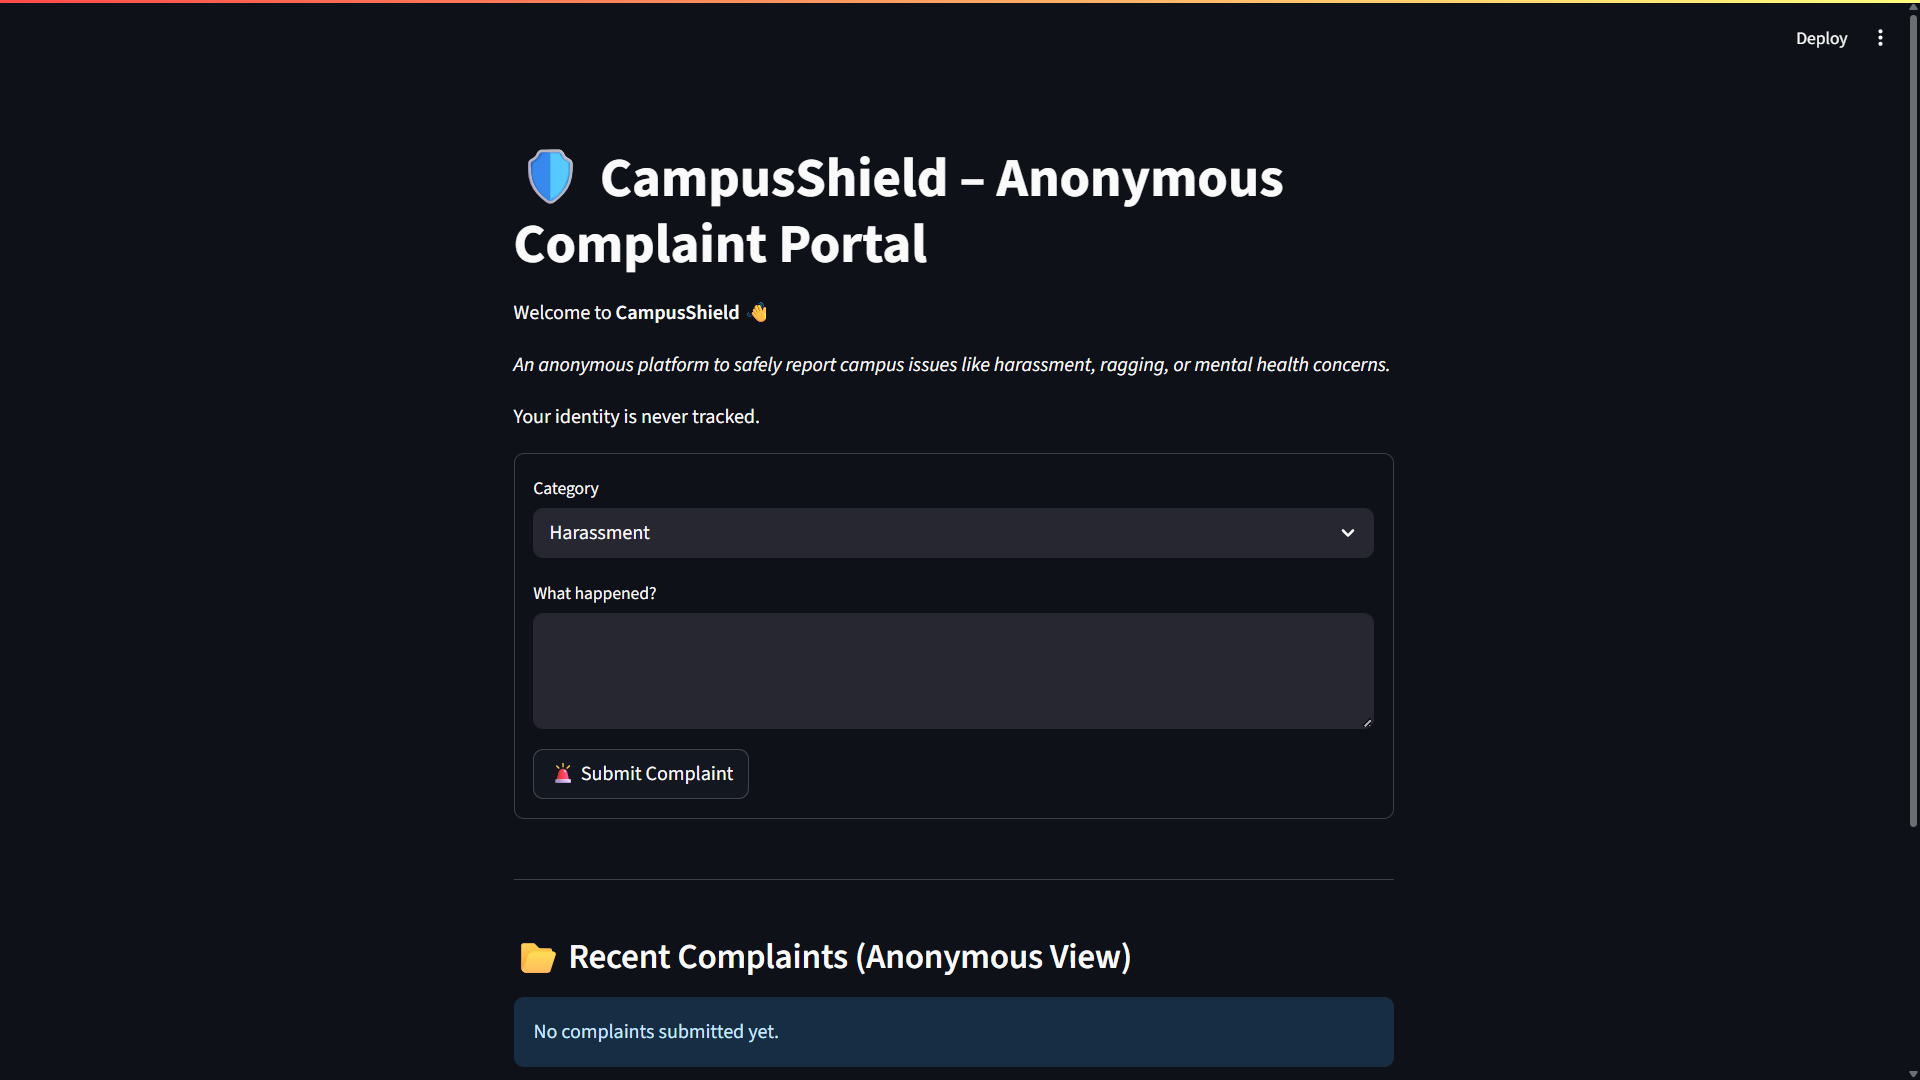 Deploy
🛡️ CampusShield – Anonymous
Complaint Portal
Welcome to CampusShield 👋
An anonymous platform to safely report campus issues like harassment, ragging, or mental health concerns.
Your identity is never tracked.
Category
Harassment
What happened?
🚨 Submit Complaint
📂 Recent Complaints (Anonymous View)
No complaints submitted yet.